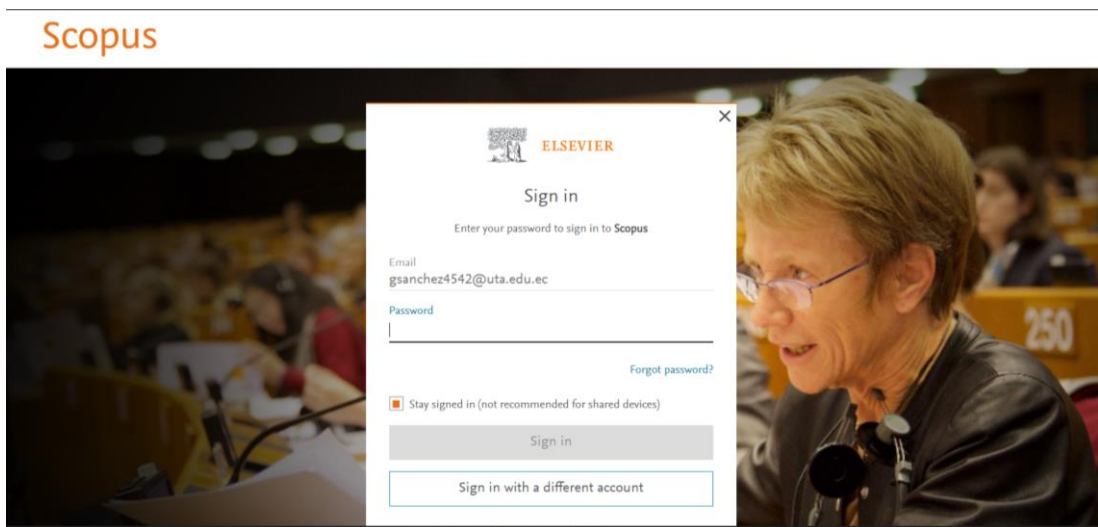 Scopus
ELSEVIER
Sign in
Enter your password to sign in to Scopus
Email
gsanchez4542@uta.edu.ec
Password
Forgot password?
Stay signed in (not recommended for shared devices)
Sign in
Sign in with a different account
250